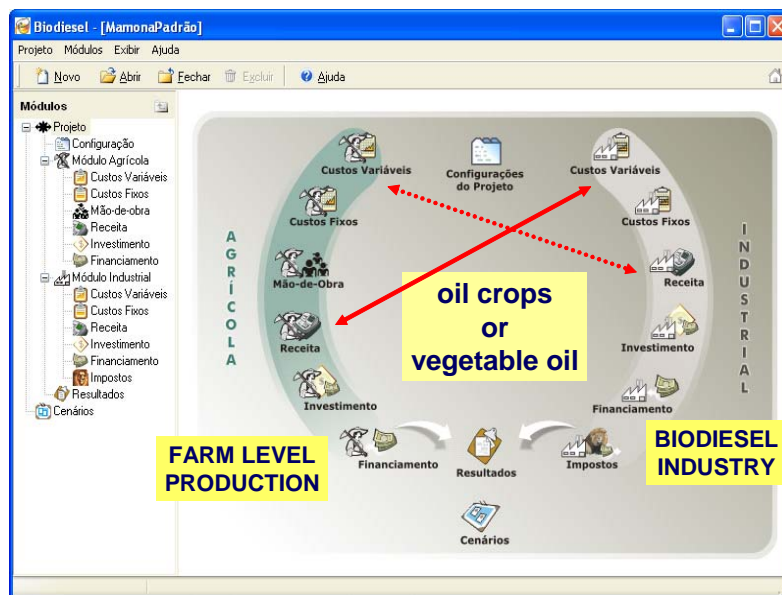 Biodiesel - [MamonaPadrão]
Projeto Módulos Exibir Ajuda
Novo Abrir Fechar Excluir Ajuda
Módulos
Projeto
Configuração
Módulo Agrícola
Custos Variáveis
Custos Fixos
Mão-de-obra
Receita
Investimento
Financiamento
Módulo Industrial
Custos Variáveis
Custos Fixos
Receita
Investimento
Financiamento
Impostos
Resultados
Cenários
AGRÍCOLA
Custos Variáveis
Custos Fixos
Mão-de-Obra
Receita
Investimento
Financiamento
Configurações
do Projeto
oil crops
or
vegetable oil
Custos Variáveis
Custos Fixos
Receita
Investimento
Financiamento
Impostos
INDUSTRIAL
FARM LEVEL
PRODUCTION
BIODIESEL
INDUSTRY
Resultados
Cenários